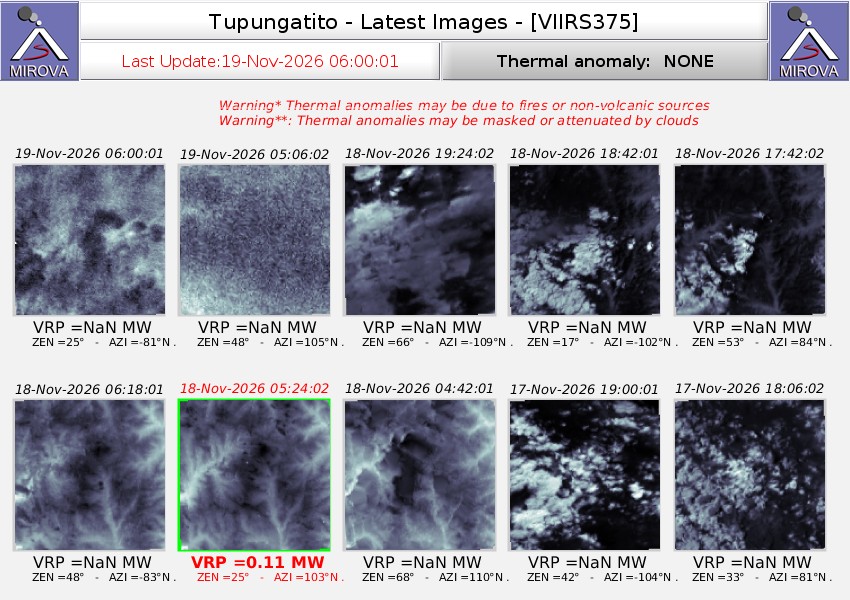 Tupungatito - Latest Images - [VIIRS375]
MIROVA
Last Update:19-Nov-2026 06:00:01
Thermal anomaly: NONE
MIROVA
Warning* Thermal anomalies may be due to fires or non-volcanic sources
Warning**: Thermal anomalies may be masked or attenuated by clouds
19-Nov-2026 06:00:01 19-Nov-2026 05:06:02 18-Nov-2026 19:24:02 18-Nov-2026 18:42:01 18-Nov-2026 17:42:02
VRP =NaN MW VRP =NaN MW VRP =NaN MW VRP =NaN MW VRP =NaN MW
ZEN =25° - AZI =-81°N . ZEN =48° - AZI =105°N . ZEN =66° - AZI =-109°N . ZEN =17° - AZI =-102°N . ZEN =53° - AZI =84°N .
18-Nov-2026 06:18:01 18-Nov-2026 05:24:02 18-Nov-2026 04:42:01 17-Nov-2026 19:00:01 17-Nov-2026 18:06:02
VRP =NaN MW VRP =0.11 MW VRP =NaN MW VRP =NaN MW VRP =NaN MW
ZEN =48° - AZI =-83°N . ZEN =25° - AZI =103°N . ZEN =68° - AZI =110°N . ZEN =42° - AZI =-104°N . ZEN =33° - AZI =81°N .